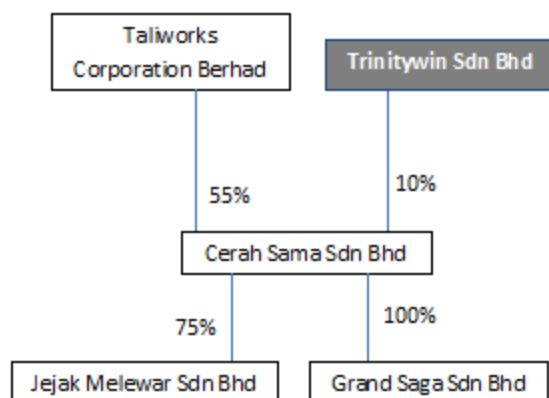 Taliworks
Corporation Berhad
Trinitywin Sdn Bhd
55%
10%
Cerah Sama Sdn Bhd
75%
100%
Jejak Melewar Sdn Bhd
Grand Saga Sdn Bhd